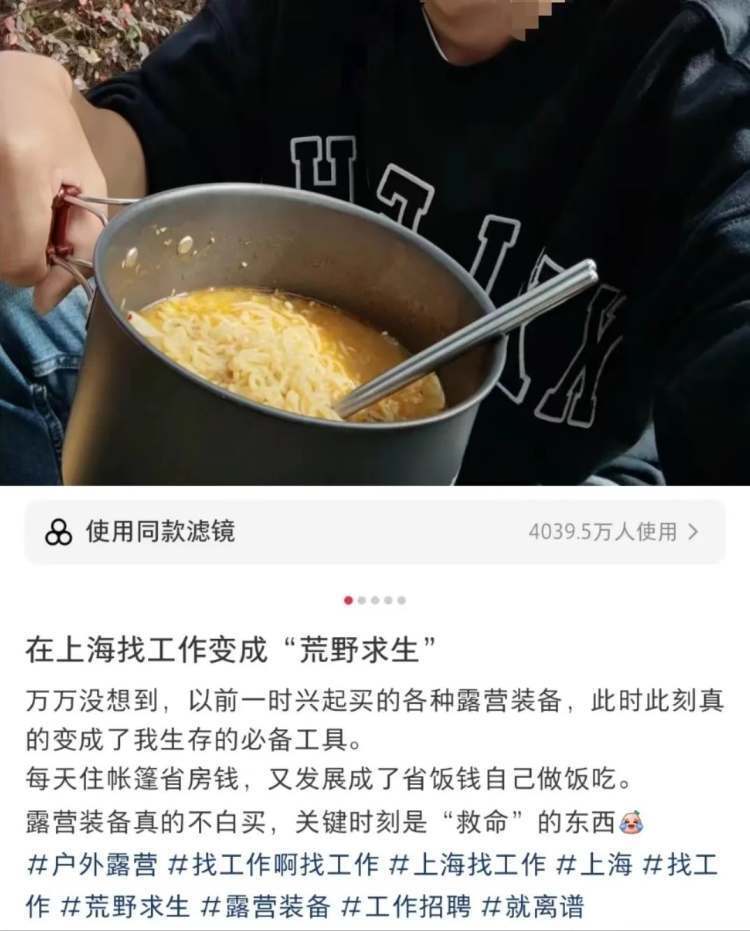 使用同款滤镜 4039.5万人使用
在上海找工作变成“荒野求生”
万万没想到，以前一时兴起买的各种露营装备，此时此刻真
的变成了我生存的必备工具。
每天住帐篷省房钱，又发展成了省饭钱自己做饭吃。
露营装备真的不白买，关键时刻是“救命”的东西
#户外露营 #找工作啊找工作 #上海找工作 #上海 #找工
作 #荒野求生 #露营装备 #工作招聘 #就离谱